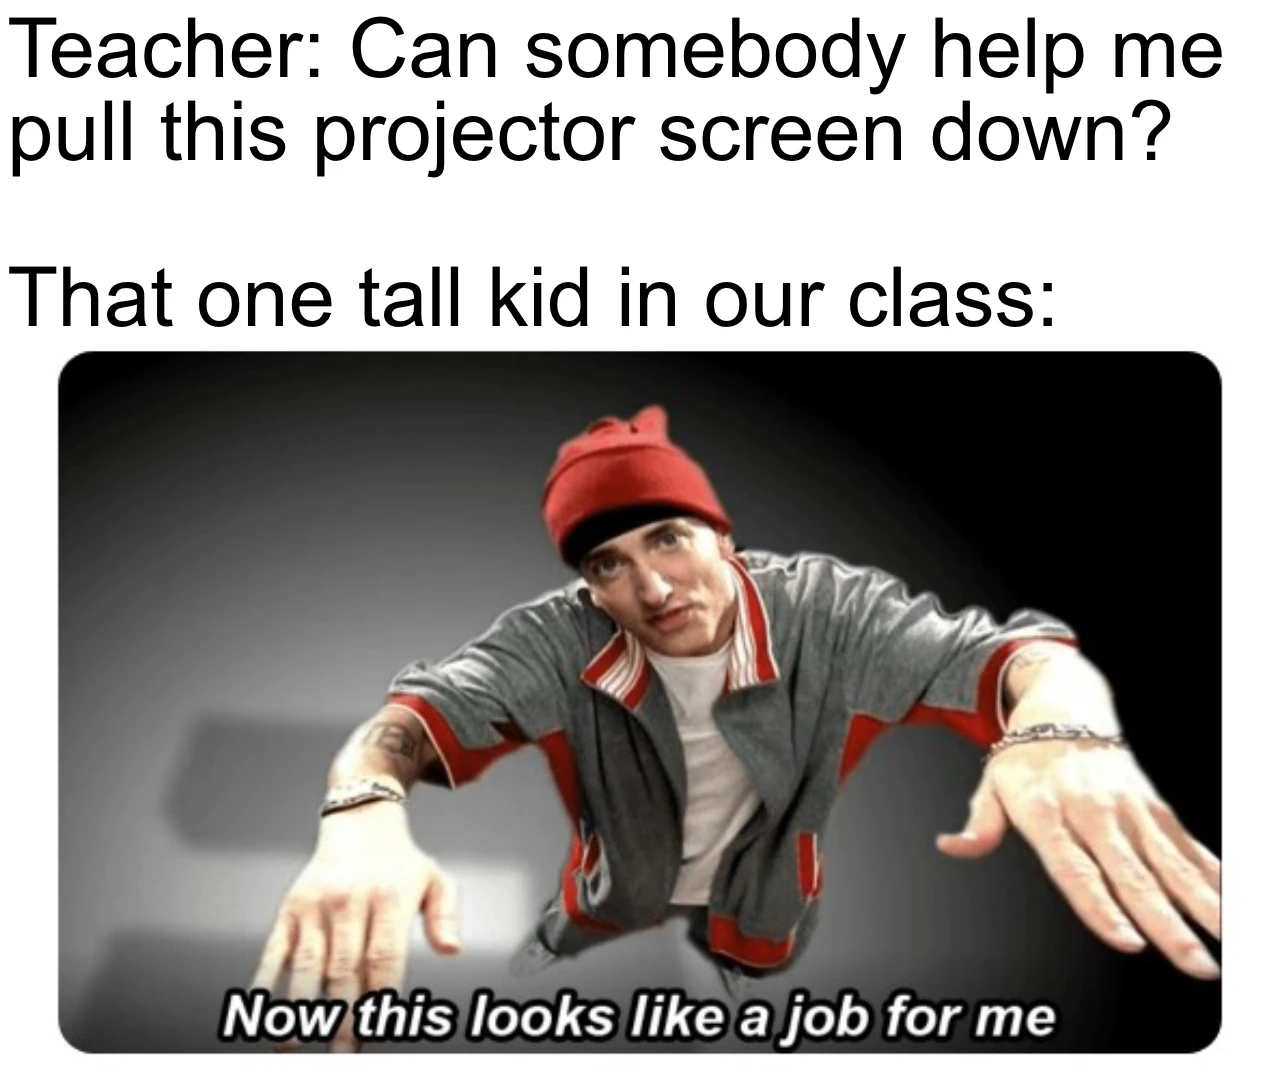 Teacher: Can somebody help me
pull this projector screen down?
That one tall kid in our class:
Now this looks like a job for me